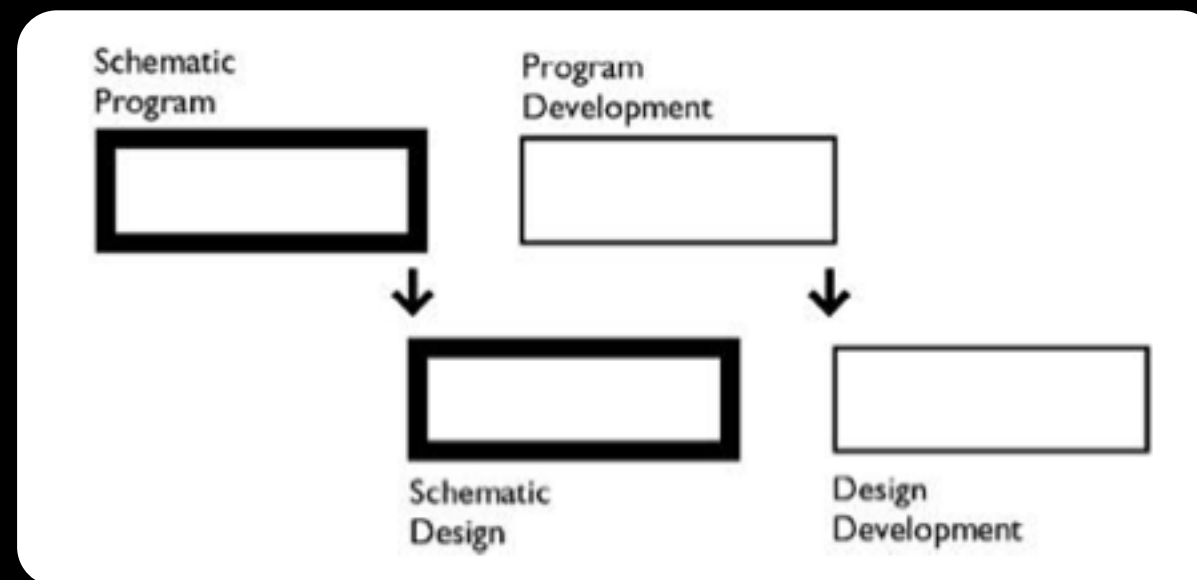 Schematic
Program
Program
Development
Schematic
Design
Design
Development